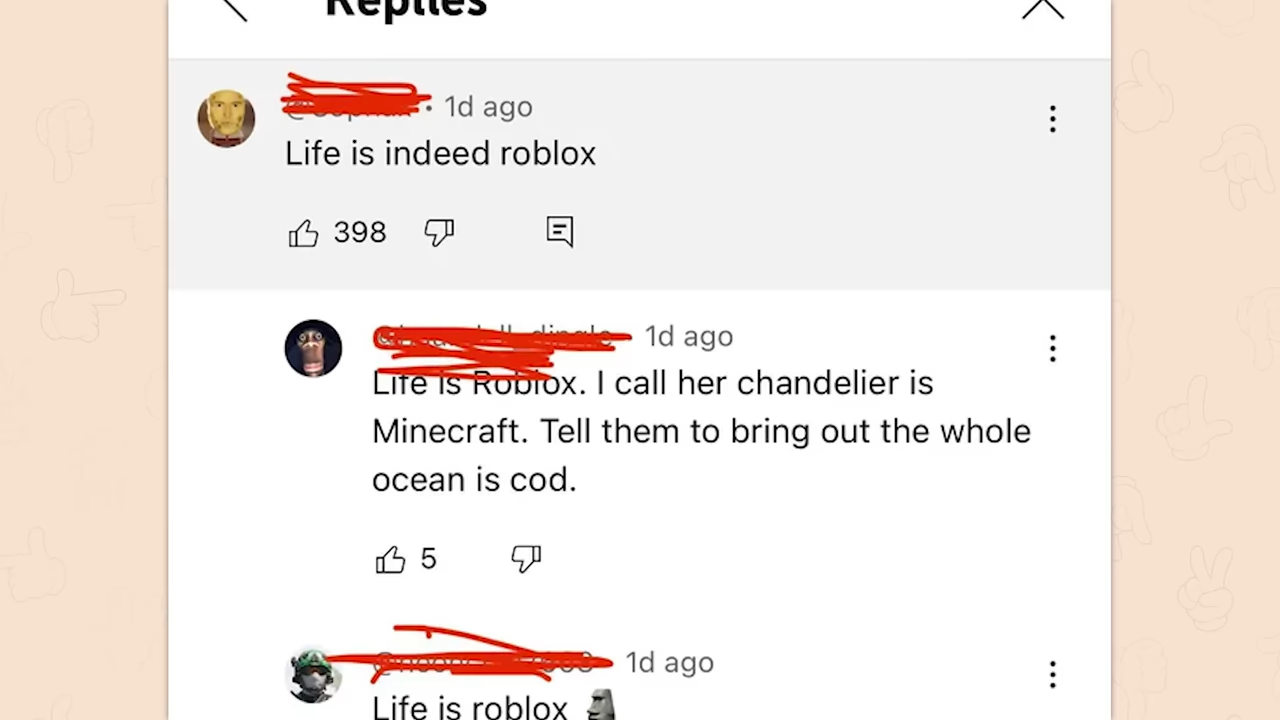 Replies
1d ago
Life is indeed roblox
398
1d ago
Life is Roblox. I call her chandelier is
Minecraft. Tell them to bring out the whole
ocean is cod.
5
1d ago
Life is roblox